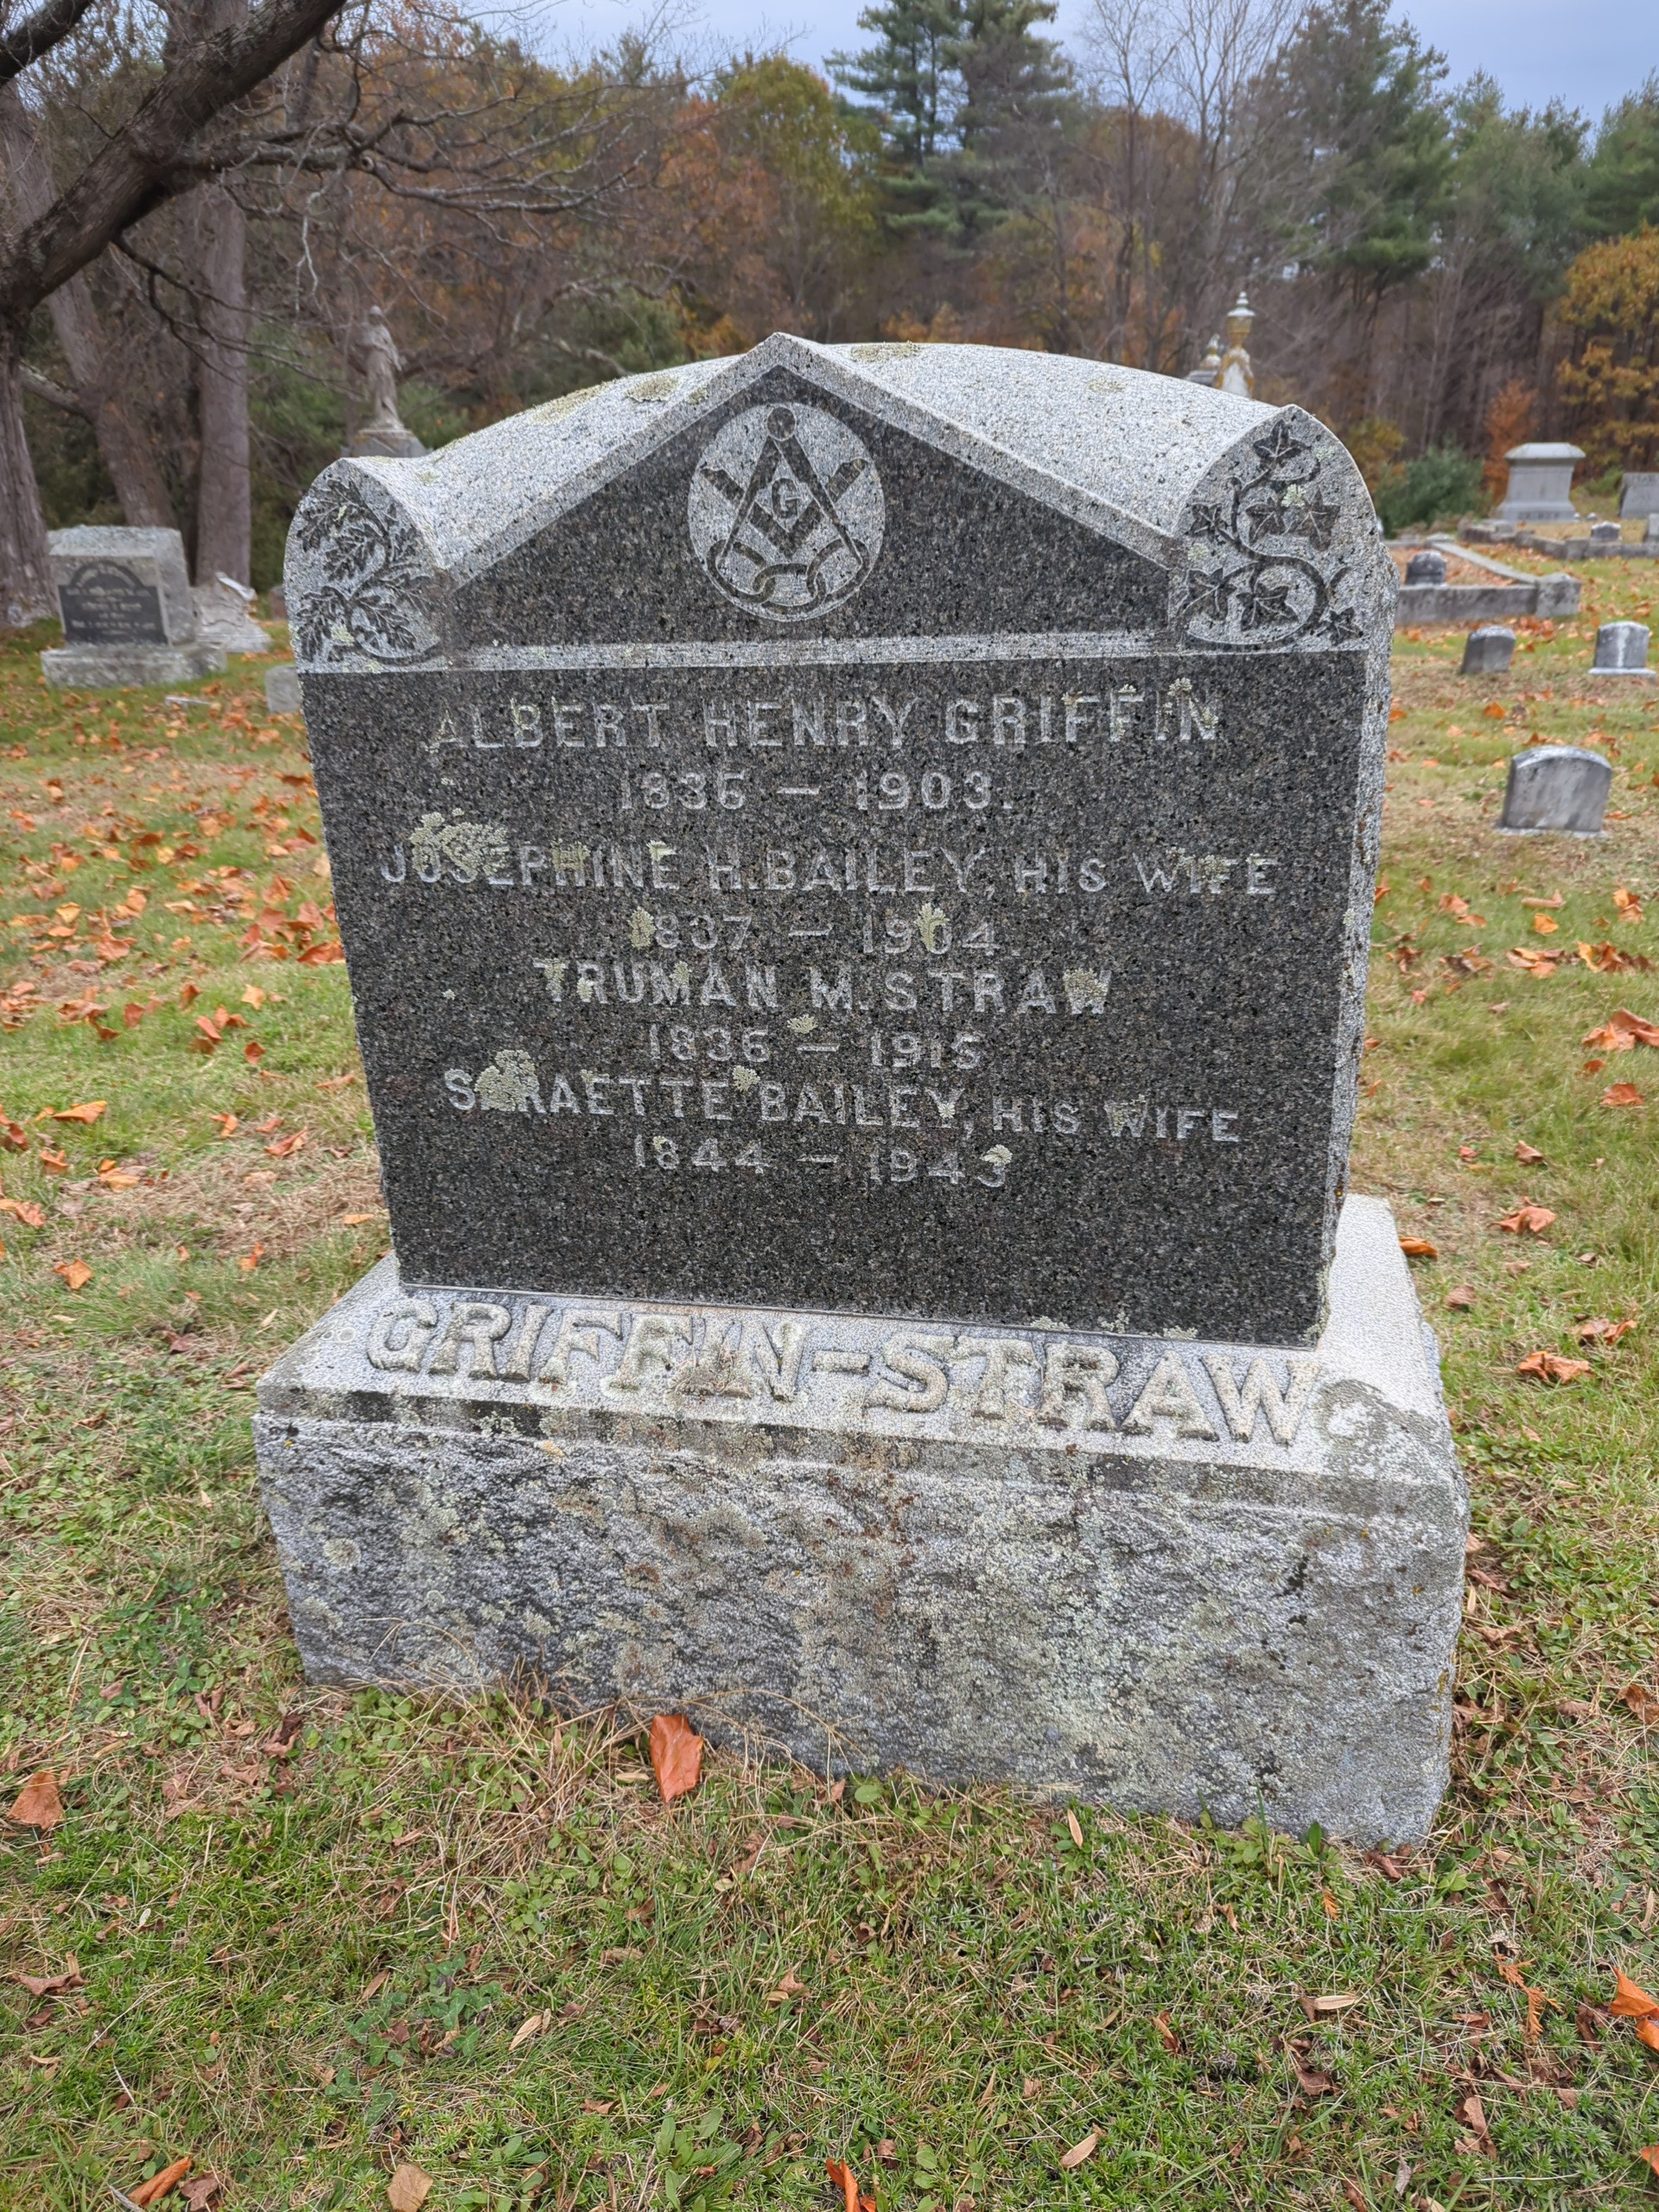 G
ALBERT HENRY GRIFFIN
1836 – 1903.
JOSEPHINE H. BAILEY, HIS WIFE
1837 – 1904.
TRUMAN M. STRAW
1836 – 1915
SARAETTE BAILEY, HIS WIFE
1844 – 1943
GRIFFIN-STRAW